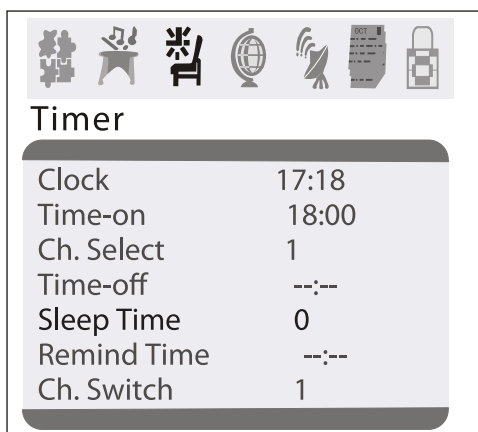 OCT
Timer
Clock 17:18
Time-on 18:00
Ch. Select 1
Time-off --:--
Sleep Time 0
Remind Time --:--
Ch. Switch 1